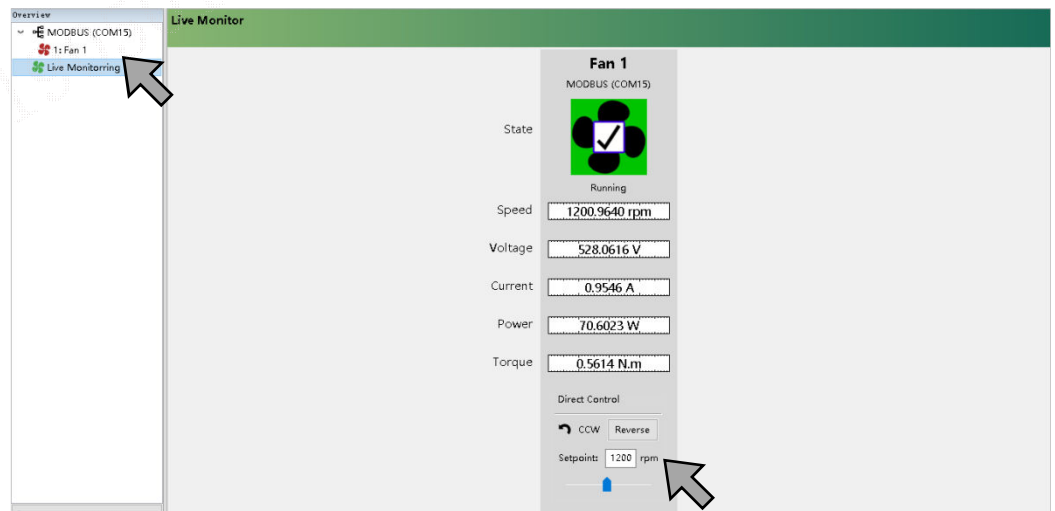 Overview
MODBUS (COM15)
1: Fan 1
Live Monitorring
Live Monitor
Fan 1
MODBUS (COM15)
State
Running
Speed 1200.9640 rpm
Voltage 528.0616 V
Current 0.9546 A
Power 70.6023 W
Torque 0.5614 N.m
Direct Control
CCW Reverse
Setpoint: 1200 rpm